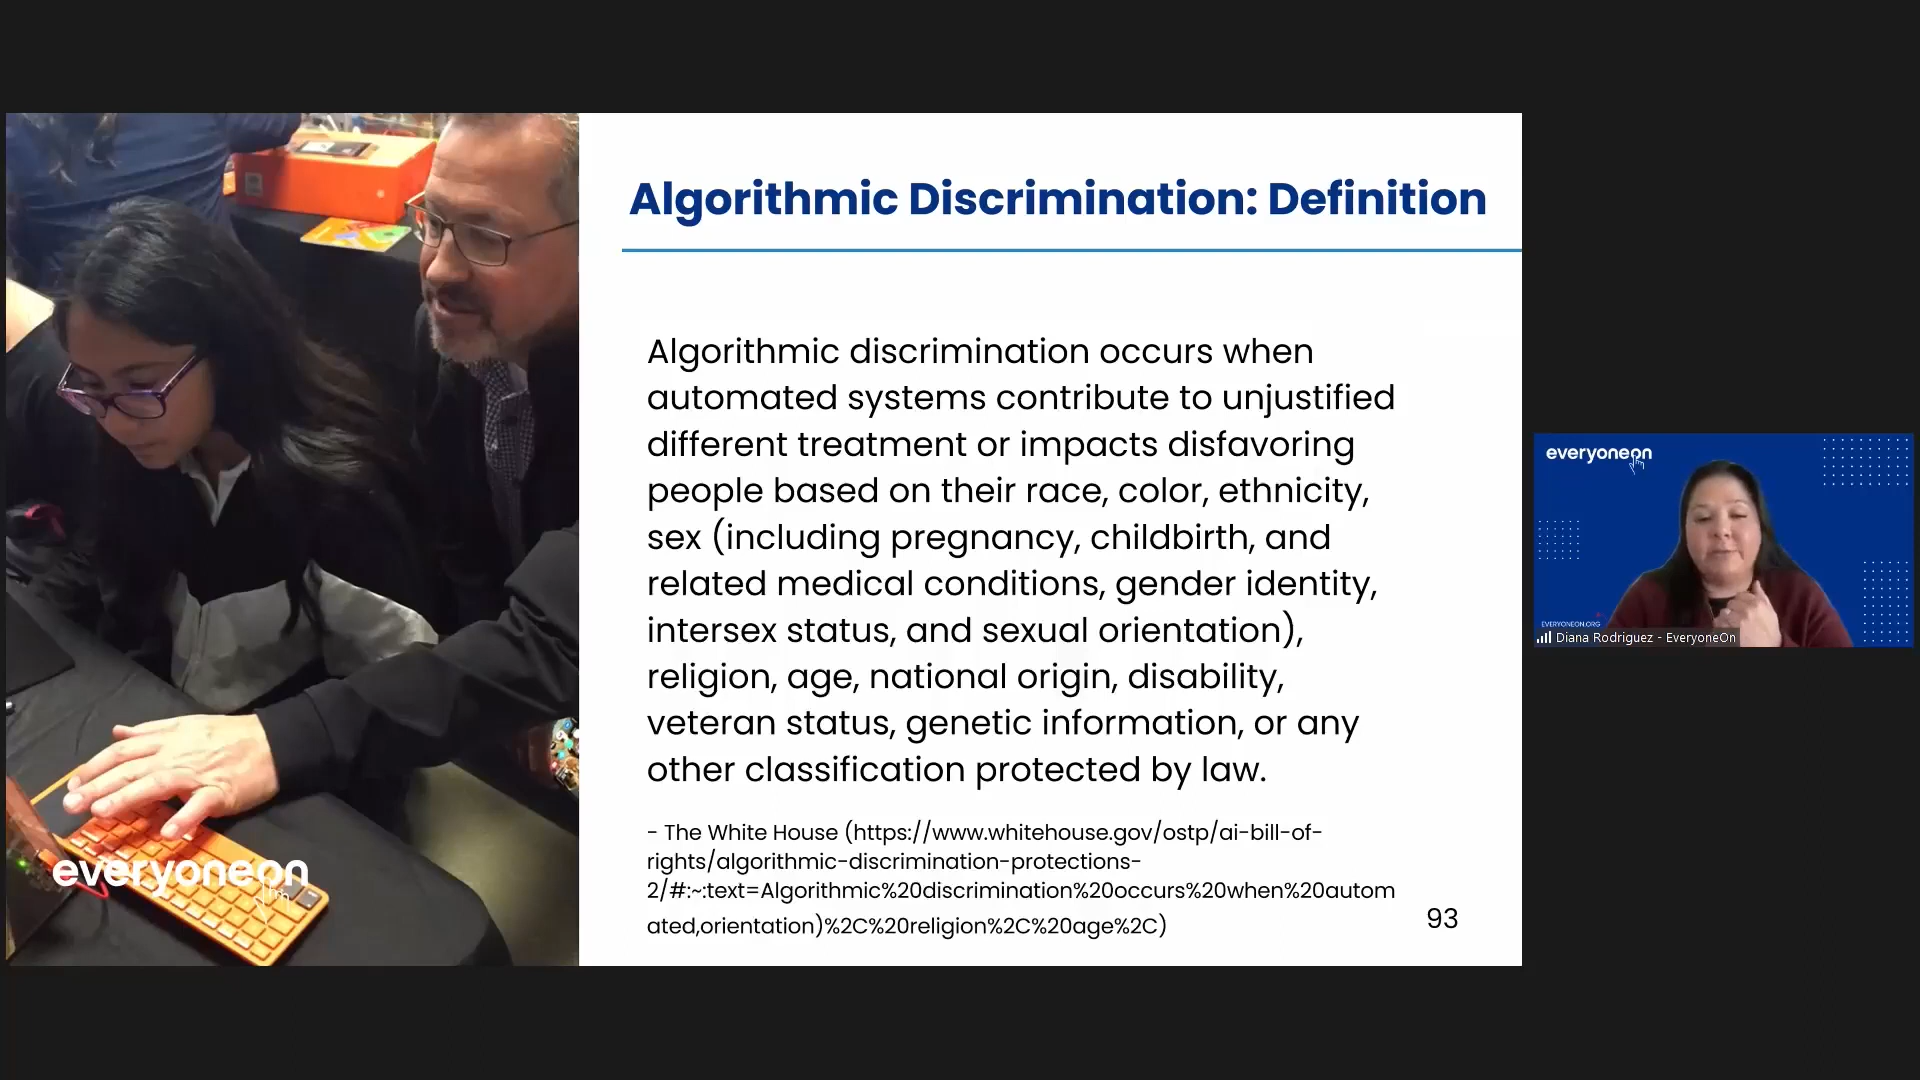 Algorithmic Discrimination: Definition
Algorithmic discrimination occurs when
automated systems contribute to unjustified
different treatment or impacts disfavoring
people based on their race, color, ethnicity,
sex (including pregnancy, childbirth, and
related medical conditions, gender identity,
intersex status, and sexual orientation),
religion, age, national origin, disability,
veteran status, genetic information, or any
other classification protected by law.
- The White House (https://www.whitehouse.gov/ostp/ai-bill-of-
rights/algorithmic-discrimination-protections-
2/#:~:text=Algorithmic%20discrimination%20occurs%20when%20autom
ated,orientation)%2C%20religion%2C%20age%2C)
93
everyoneon
everyoneon
EVERYONEON.ORG
Diana Rodriguez - EveryoneOn